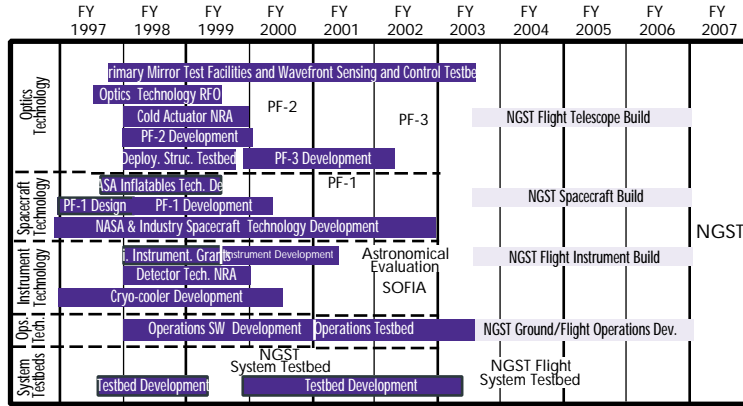 FY 1997
FY 1998
FY 1999
FY 2000
FY 2001
FY 2002
FY 2003
FY 2004
FY 2005
FY 2006
FY 2007
Optics Technology
rimary Mirror Test Facilities and Wavefront Sensing and Control Testbe
Optics Technology RFO
Cold Actuator NRA
PF-2
PF-3
NGST Flight Telescope Build
PF-2 Development
Deploy. Struc. Testbed
PF-3 Development
Spacecraft Technology
ASA Inflatables Tech. De
PF-1
PF-1 Design
PF-1 Development
NGST Spacecraft Build
NASA & Industry Spacecraft Technology Development
NGST
Instrument Technology
i. Instrument. Grants
Instrument Development
Astronomical Evaluation
NGST Flight Instrument Build
Detector Tech. NRA
SOFIA
Cryo-cooler Development
Ops. Tech.
Operations SW Development
Operations Testbed
NGST Ground/Flight Operations Dev.
System Testbeds
NGST System Testbed
NGST Flight System Testbed
Testbed Development
Testbed Development